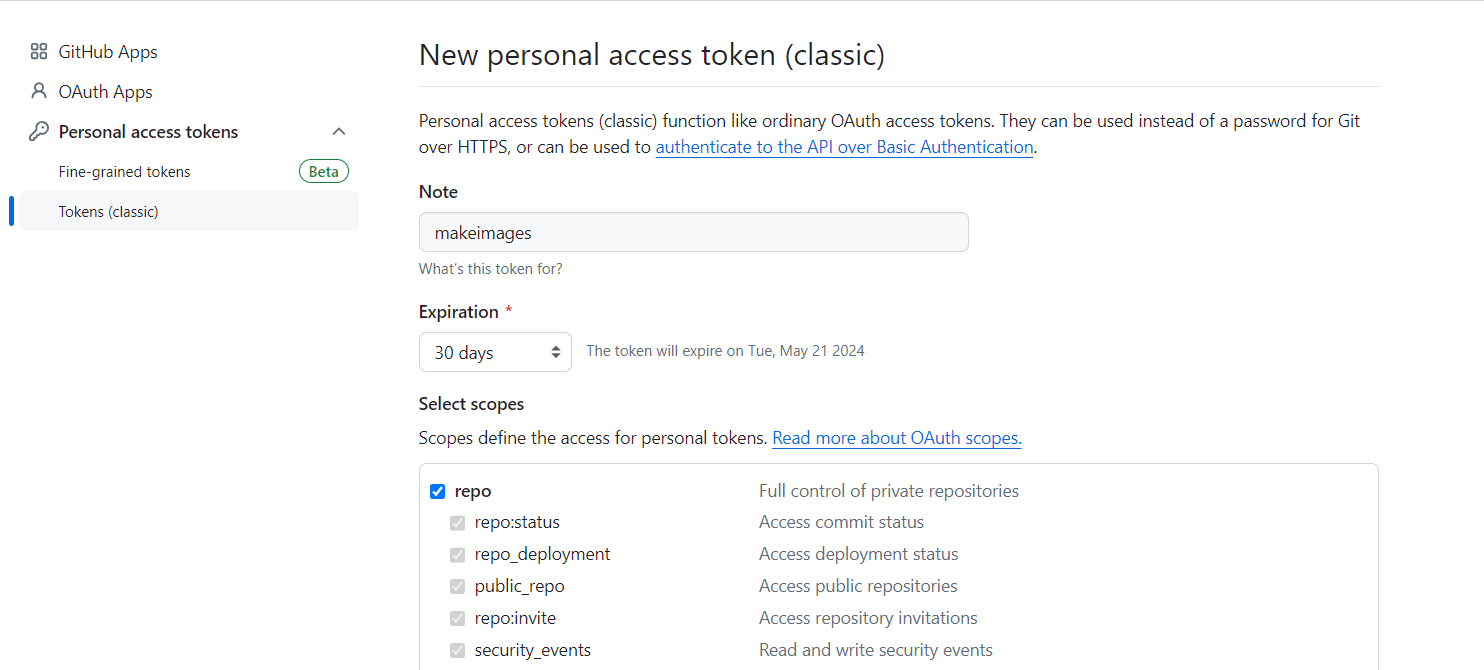 GitHub Apps
OAuth Apps
Personal access tokens
Fine-grained tokens Beta
Tokens (classic)
New personal access token (classic)
Personal access tokens (classic) function like ordinary OAuth access tokens. They can be used instead of a password for Git
over HTTPS, or can be used to authenticate to the API over Basic Authentication.
Note
makeimages
What's this token for?
Expiration *
30 days The token will expire on Tue, May 21 2024
Select scopes
Scopes define the access for personal tokens. Read more about OAuth scopes.
repo Full control of private repositories
repo:status Access commit status
repo_deployment Access deployment status
public_repo Access public repositories
repo:invite Access repository invitations
security_events Read and write security events